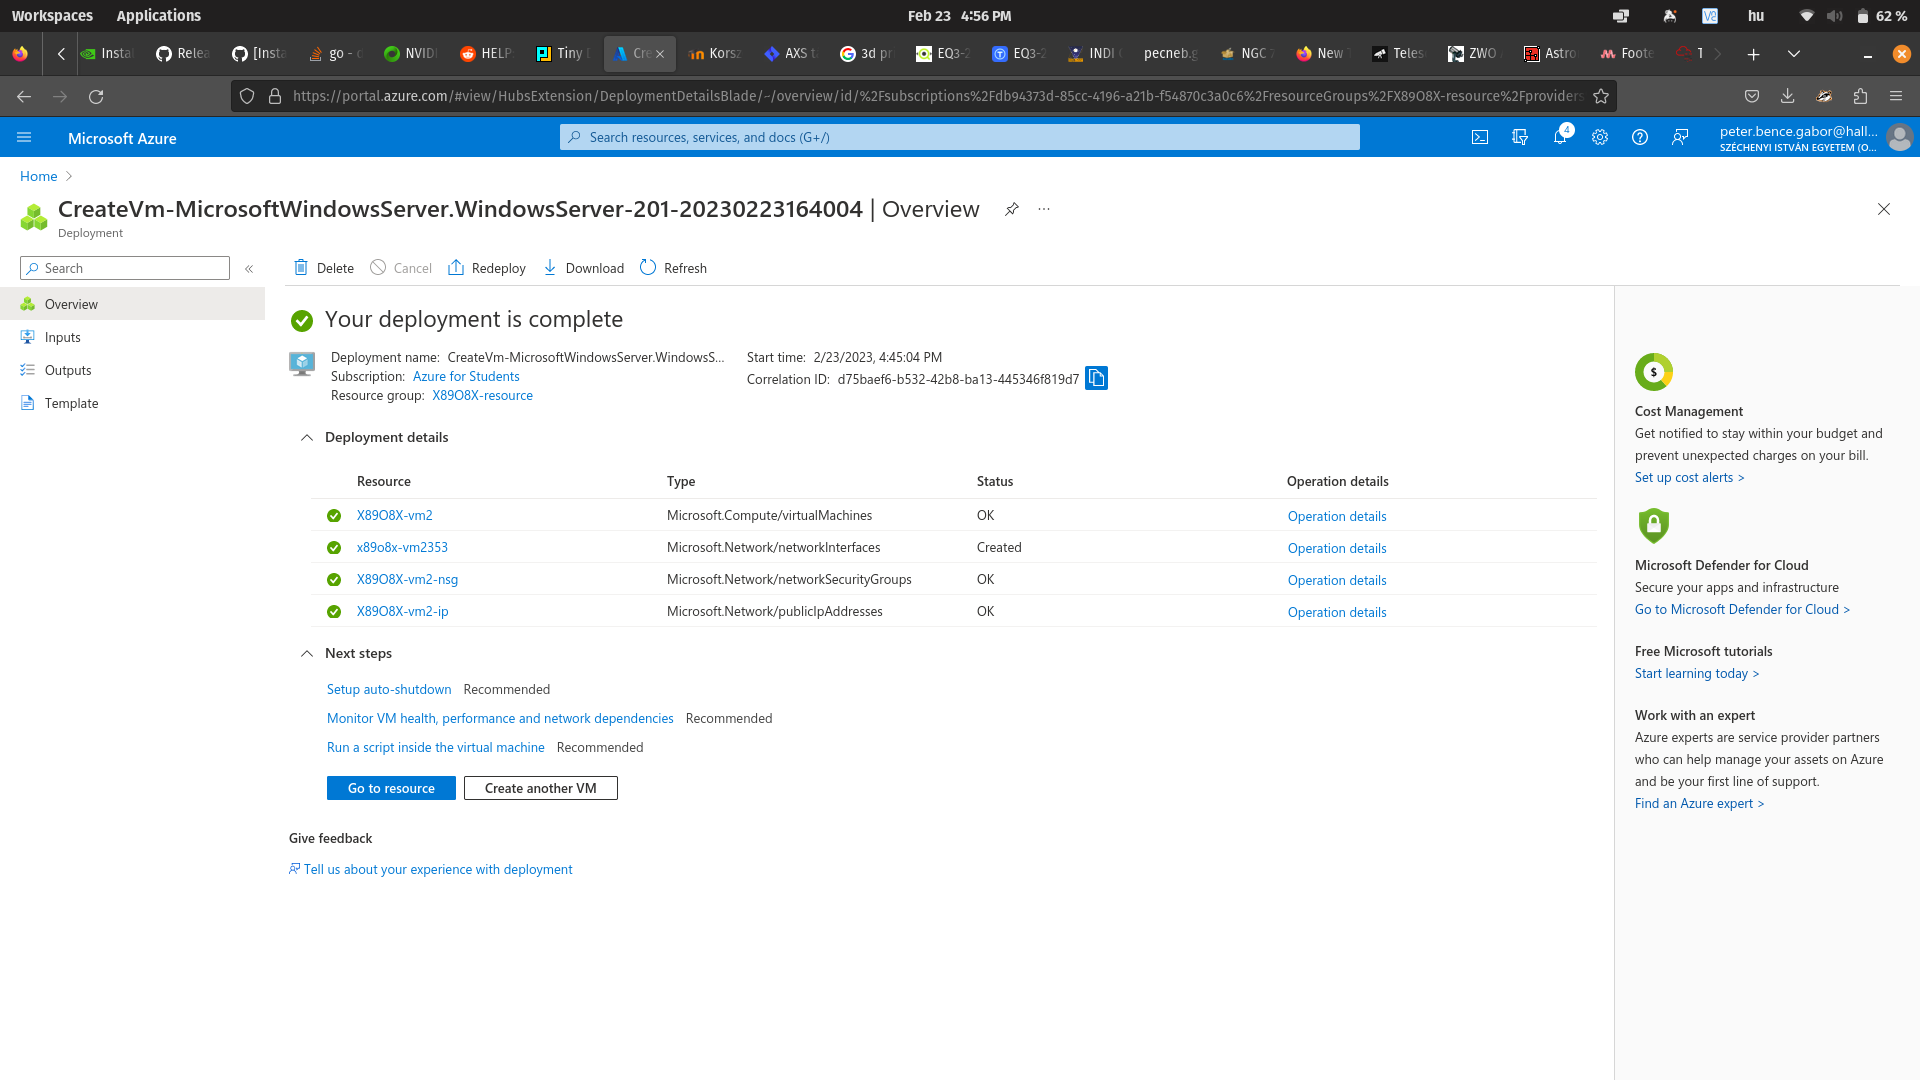 Workspaces Applications Feb 23 4:56 PM hu 62 %
Insta Relea [Insta go - d NVIDI HELP Tiny Cre Korsz AXS ta 3d pr EQ3-2 EQ3-2 INDI pecneb.g NGC 7 New T Teles ZWO Astro Foote T
https://portal.azure.com/#view/HubsExtension/DeploymentDetailsBlade/~/overview/id/%2Fsubscriptions%2Fdb94373d-85cc-4196-a21b-f54870c3a0c6%2FresourceGroups%2FX89O8X-resource%2Fproviders
Microsoft Azure Search resources, services, and docs (G+/) 4 peter.bence.gabor@hall...
SZÉCHENYI ISTVÁN EGYETEM (O...
Home
CreateVm-MicrosoftWindowsServer.WindowsServer-201-20230223164004 | Overview ...
Deployment
Search « Delete Cancel Redeploy Download Refresh
Overview
Inputs
Outputs
Template
Your deployment is complete
Deployment name: CreateVm-MicrosoftWindowsServer.WindowsS... Start time: 2/23/2023, 4:45:04 PM
Subscription: Azure for Students Correlation ID: d75baef6-b532-42b8-ba13-445346f819d7
Resource group: X89O8X-resource
Deployment details
Resource Type Status Operation details
X89O8X-vm2 Microsoft.Compute/virtualMachines OK Operation details
x89o8x-vm2353 Microsoft.Network/networkInterfaces Created Operation details
X89O8X-vm2-nsg Microsoft.Network/networkSecurityGroups OK Operation details
X89O8X-vm2-ip Microsoft.Network/publicIpAddresses OK Operation details
Next steps
Setup auto-shutdown Recommended
Monitor VM health, performance and network dependencies Recommended
Run a script inside the virtual machine Recommended
Go to resource Create another VM
Give feedback
Tell us about your experience with deployment
$
Cost Management
Get notified to stay within your budget and
prevent unexpected charges on your bill.
Set up cost alerts >
Microsoft Defender for Cloud
Secure your apps and infrastructure
Go to Microsoft Defender for Cloud >
Free Microsoft tutorials
Start learning today >
Work with an expert
Azure experts are service provider partners
who can help manage your assets on Azure
and be your first line of support.
Find an Azure expert >